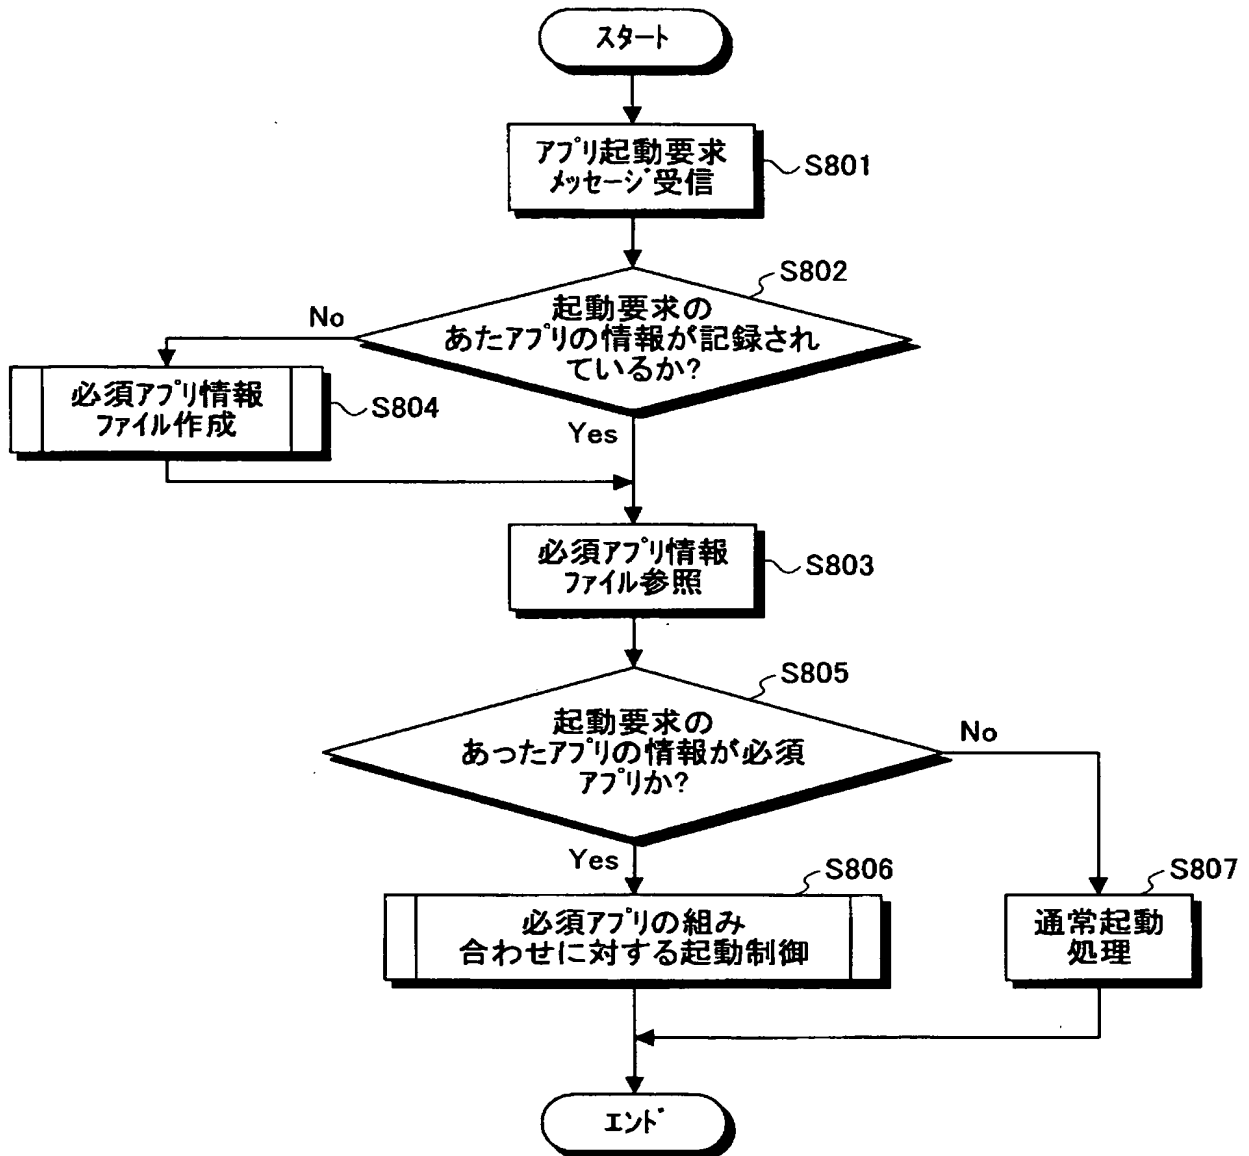 スタート
アプリ起動要求
メッセージ受信
S801
S802
起動要求の
あたアプリの情報が記録され
ているか?
No
Yes
必須アプリ情報
ファイル作成
S804
必須アプリ情報
ファイル参照
S803
S805
起動要求の
あったアプリの情報が必須
アプリか?
No
Yes
S806
必須アプリの組み
合わせに対する起動制御
S807
通常起動
処理
エンド